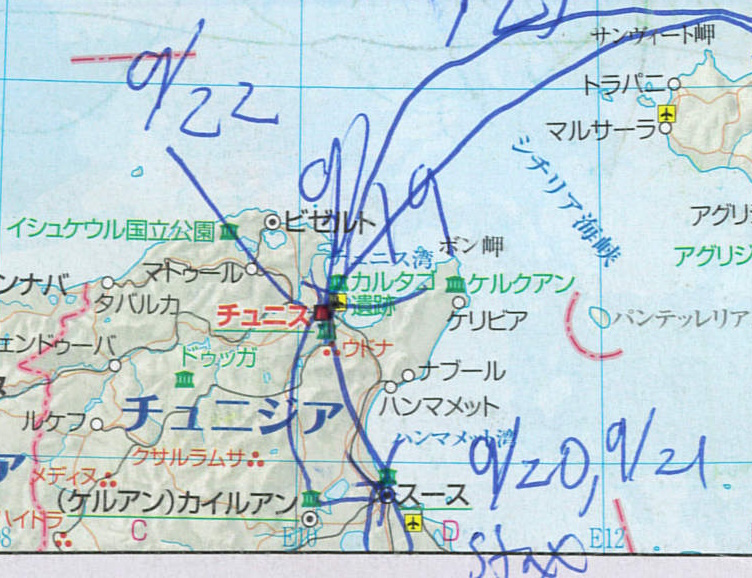 サンヴィート岬
9/22
トラパニ
マルサーラ
シチリア海峡
9/19
イシュケウル国立公園
ビゼルト
アグリ
チュニス湾
ボン岬
アグリジ
ンナバ
マトゥール
カルタゴ
遺跡
ケルクアン
タバルカ
チュニス
ケリビア
パンテッレリア
ェンドゥーバ
ドゥッガ
ウドナ
ナブール
ルケフ
チュニジア
ハンマメット
ハンマメット湾
クサルラムサ
9/20, 9/21
メディヌ
(ケルアン)カイルアン
スース
ハイドラ
C
E10
D
E12
8
sfax